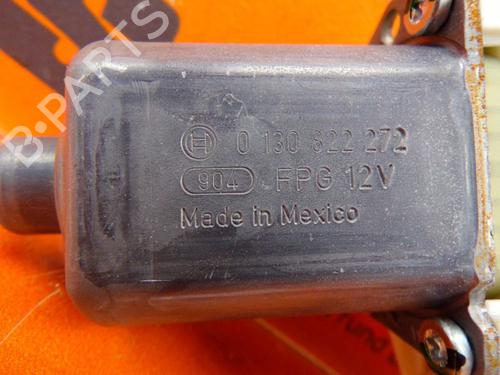 B-PARTS
0 130 822 272
904 FPG 12V
Made in Mexico